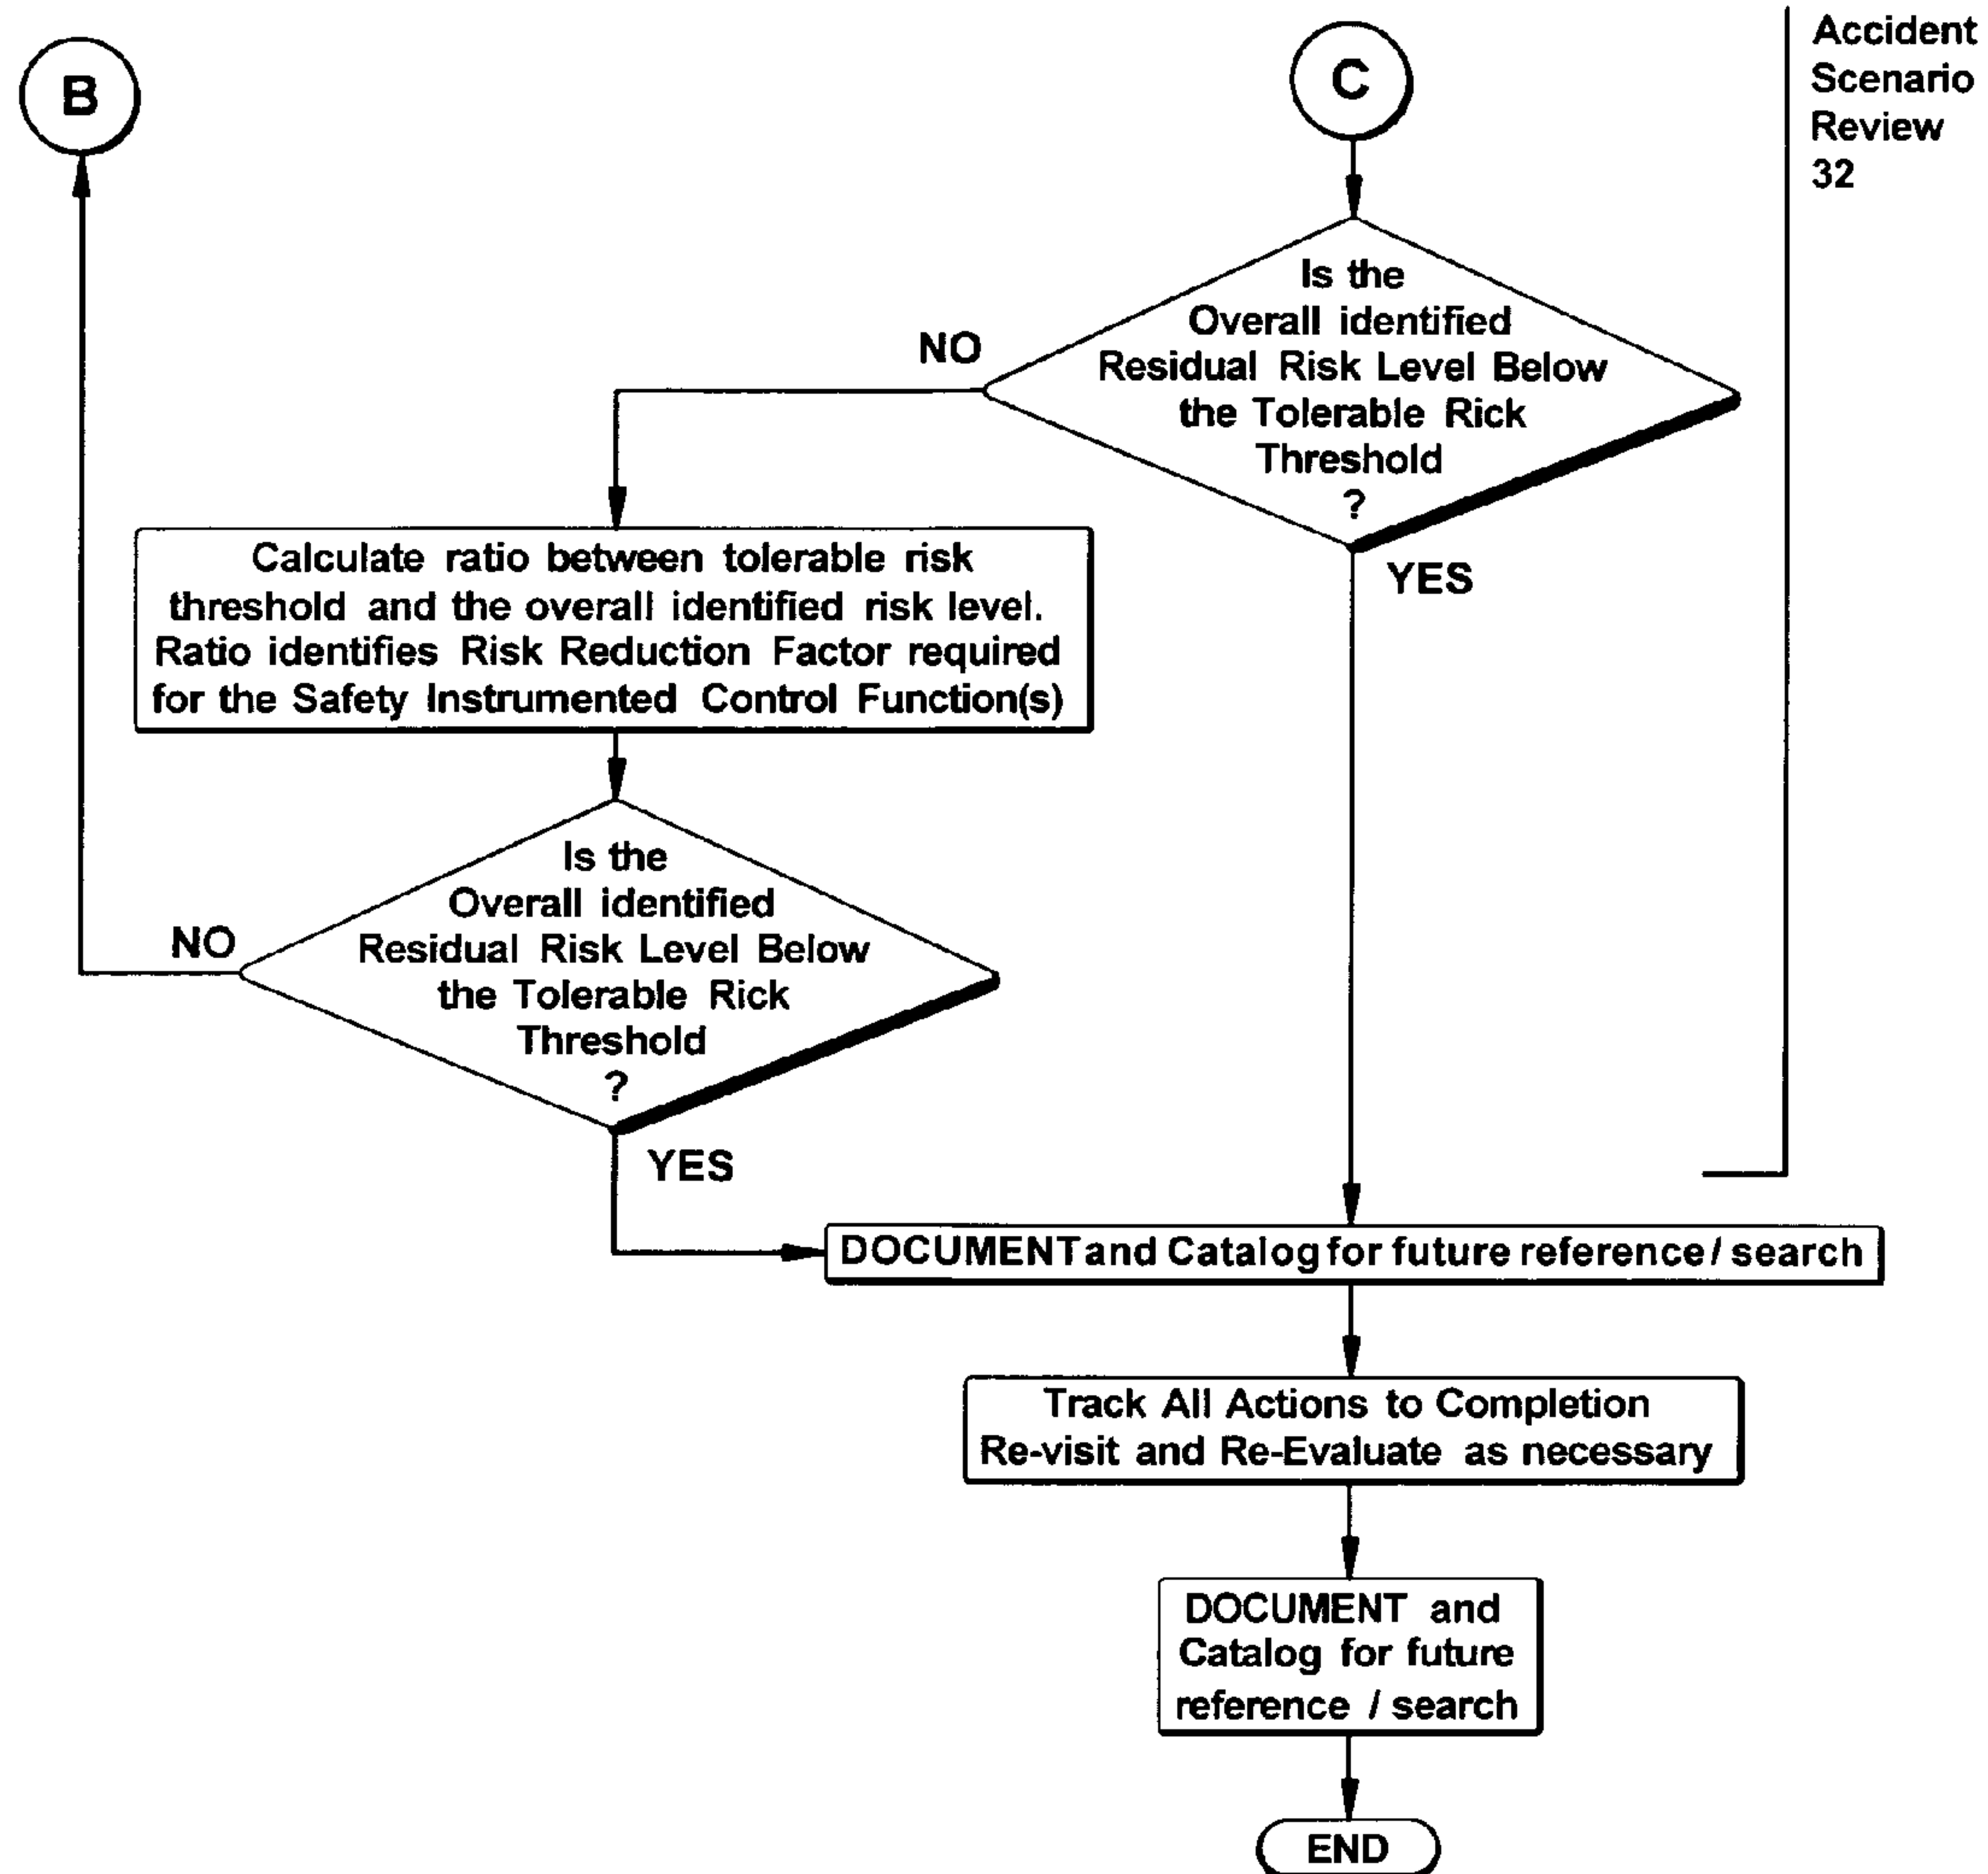 B
C
Accident
Scenario
Review
32
Is the
Overall identified
Residual Risk Level Below
the Tolerable Rick
Threshold
?
NO
YES
Calculate ratio between tolerable risk
threshold and the overall identified risk level.
Ratio identifies Risk Reduction Factor required
for the Safety Instrumented Control Function(s)
Is the
Overall identified
Residual Risk Level Below
the Tolerable Rick
Threshold
?
NO
YES
DOCUMENT and Catalog for future reference / search
Track All Actions to Completion
Re-visit and Re-Evaluate as necessary
DOCUMENT and
Catalog for future
reference / search
END